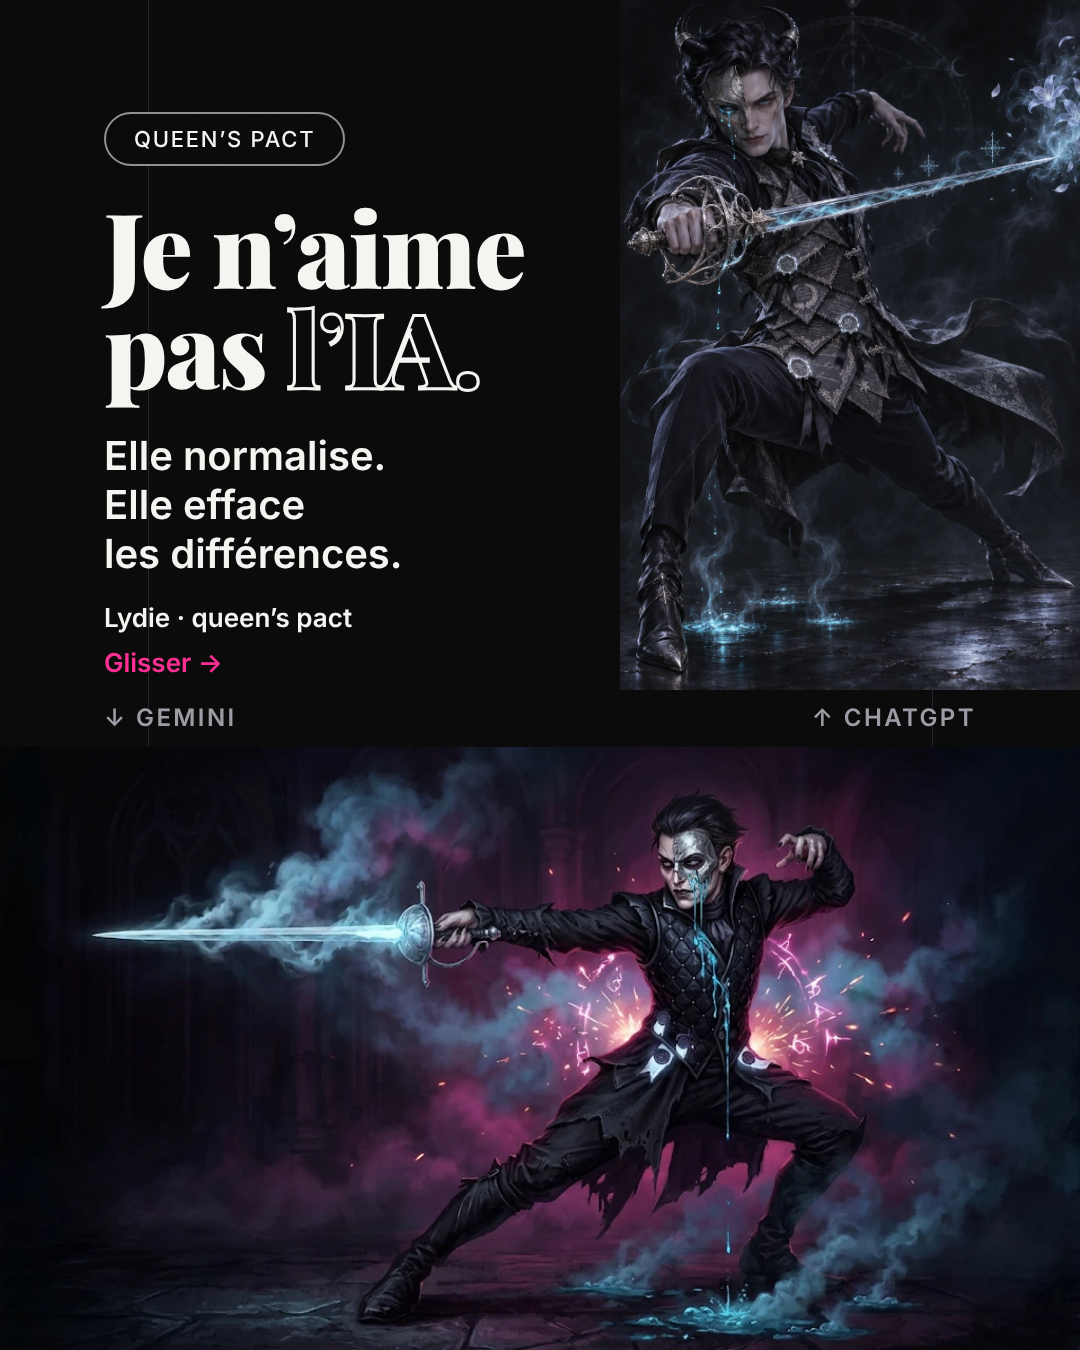 QUEEN’S PACT
Je n’aime
pas l’IA.
Elle normalise.
Elle efface
les différences.
Lydie · queen’s pact
Glisser →
↓ GEMINI
↑ CHATGPT